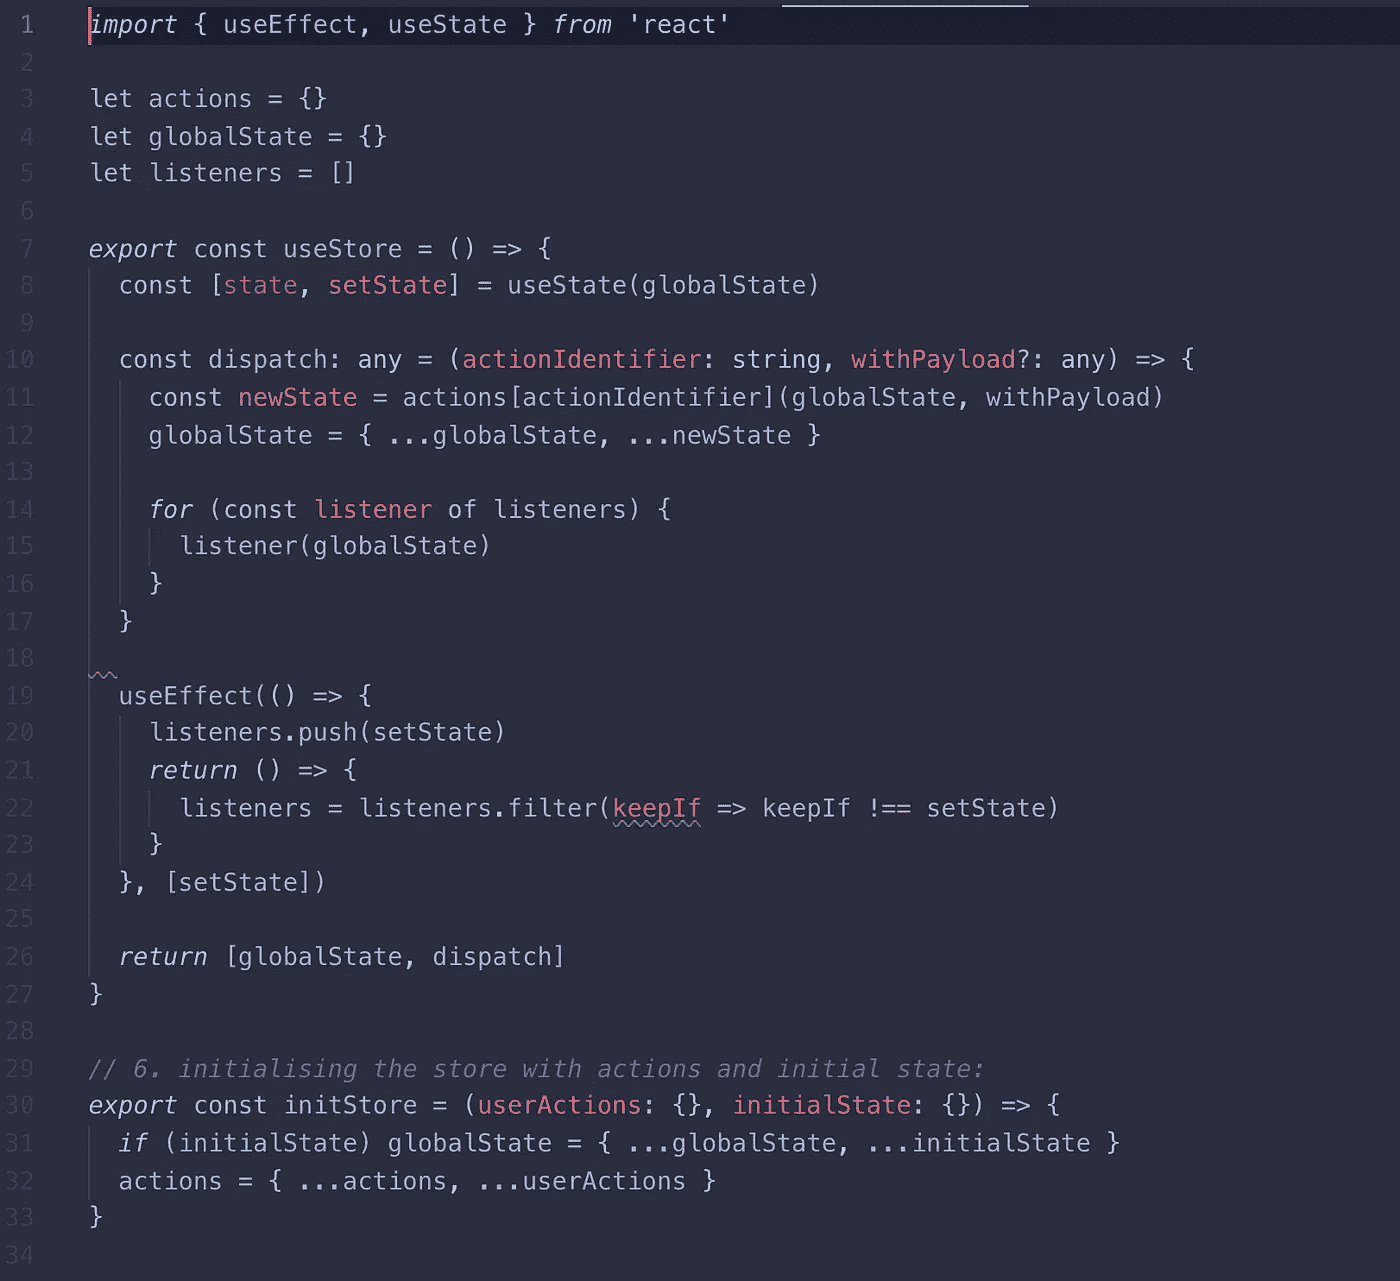 1 import { useEffect, useState } from 'react'
2
3 let actions = {}
4 let globalState = {}
5 let listeners = []
6
7 export const useStore = () => {
8   const [state, setState] = useState(globalState)
9
10   const dispatch: any = (actionIdentifier: string, withPayload?: any) => {
11     const newState = actions[actionIdentifier](globalState, withPayload)
12     globalState = { ...globalState, ...newState }
13
14     for (const listener of listeners) {
15       listener(globalState)
16     }
17   }
18
19   useEffect(() => {
20     listeners.push(setState)
21     return () => {
22       listeners = listeners.filter(keepIf => keepIf !== setState)
23     }
24   }, [setState])
25
26   return [globalState, dispatch]
27 }
28
29 // 6. initialising the store with actions and initial state:
30 export const initStore = (userActions: {}, initialState: {}) => {
31   if (initialState) globalState = { ...globalState, ...initialState }
32   actions = { ...actions, ...userActions }
33 }
34